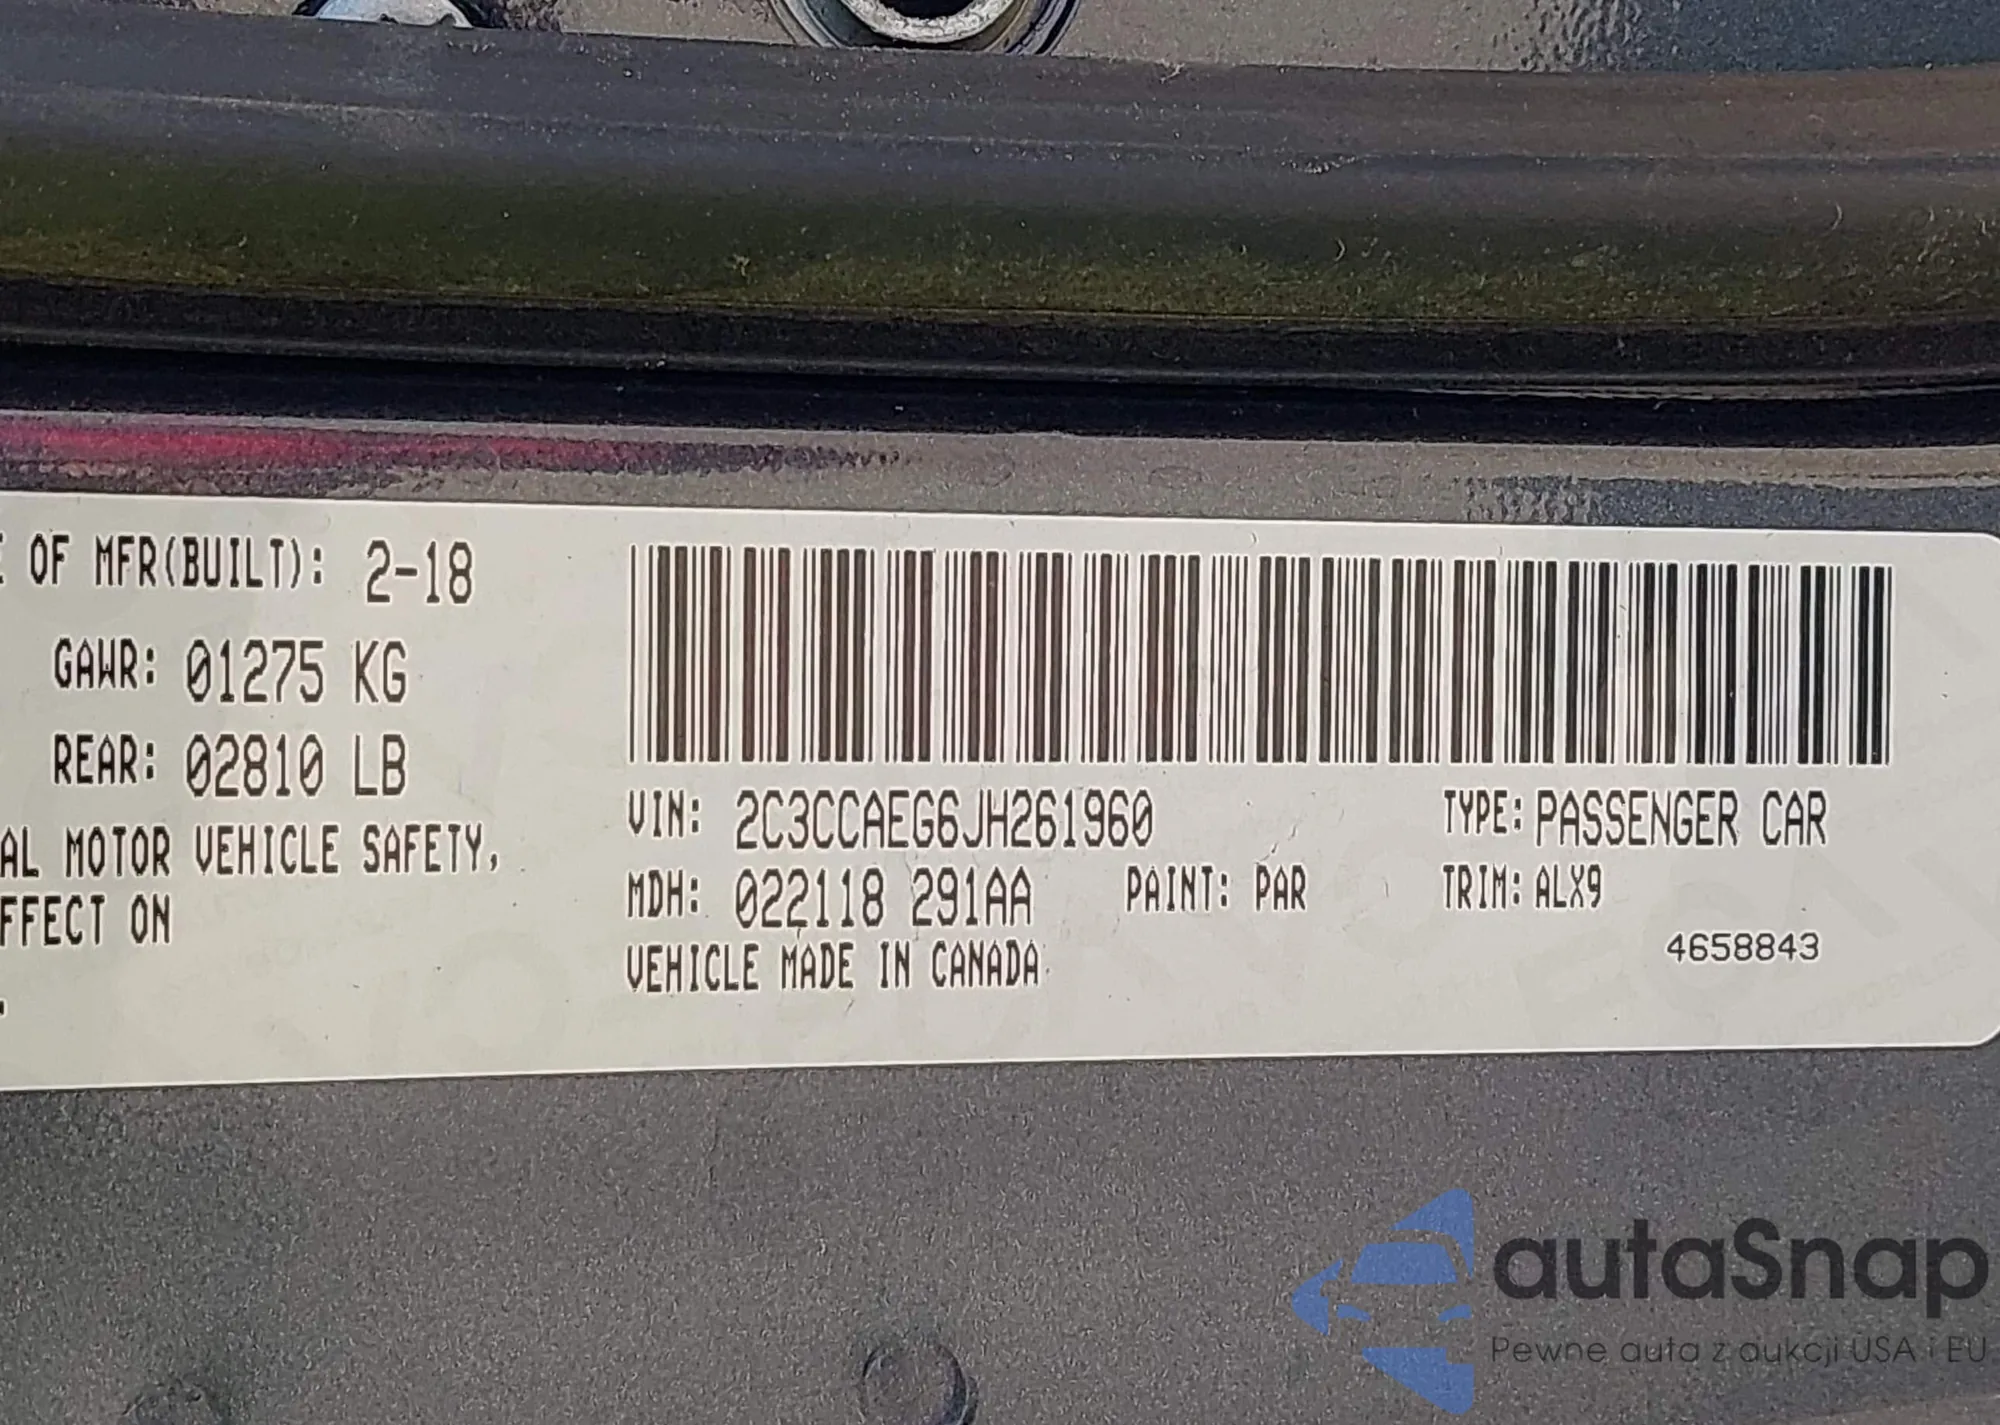 E OF MFR(BUILT): 2-18
GAWR: 01275 KG
REAR: 02810 LB
AL MOTOR VEHICLE SAFETY,
FFECT ON
VIN: 2C3CCAEG6JH261960
TYPE: PASSENGER CAR
MDH: 022118 291AA
PAINT: PAR
TRIM: ALX9
VEHICLE MADE IN CANADA
4658843
autaSnap
Pewne auta z aukcji USA i EU